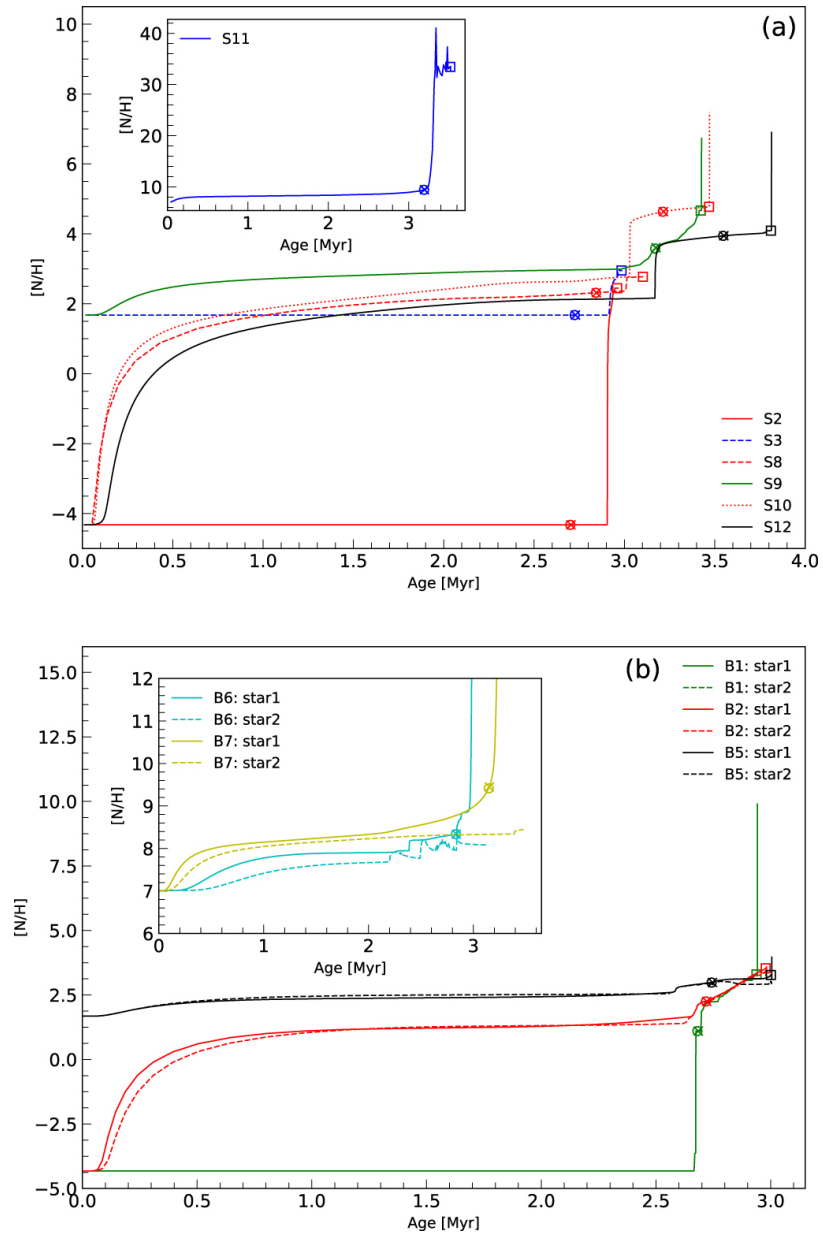 (a)
S11
40
30
20
10
0
1
2
3
Age [Myr]
[N/H]
10
8
6
4
2
0
−2
−4
[N/H]
S2
S3
S8
S9
S10
S12
0.0
0.5
1.0
1.5
2.0
2.5
3.0
3.5
4.0
Age [Myr]
(b)
B1: star1
B1: star2
B2: star1
B2: star2
B5: star1
B5: star2
B6: star1
B6: star2
B7: star1
B7: star2
12
11
10
9
8
7
6
[N/H]
0
1
2
3
Age [Myr]
15.0
12.5
10.0
7.5
5.0
2.5
0.0
−2.5
−5.0
[N/H]
0.0
0.5
1.0
1.5
2.0
2.5
3.0
Age [Myr]